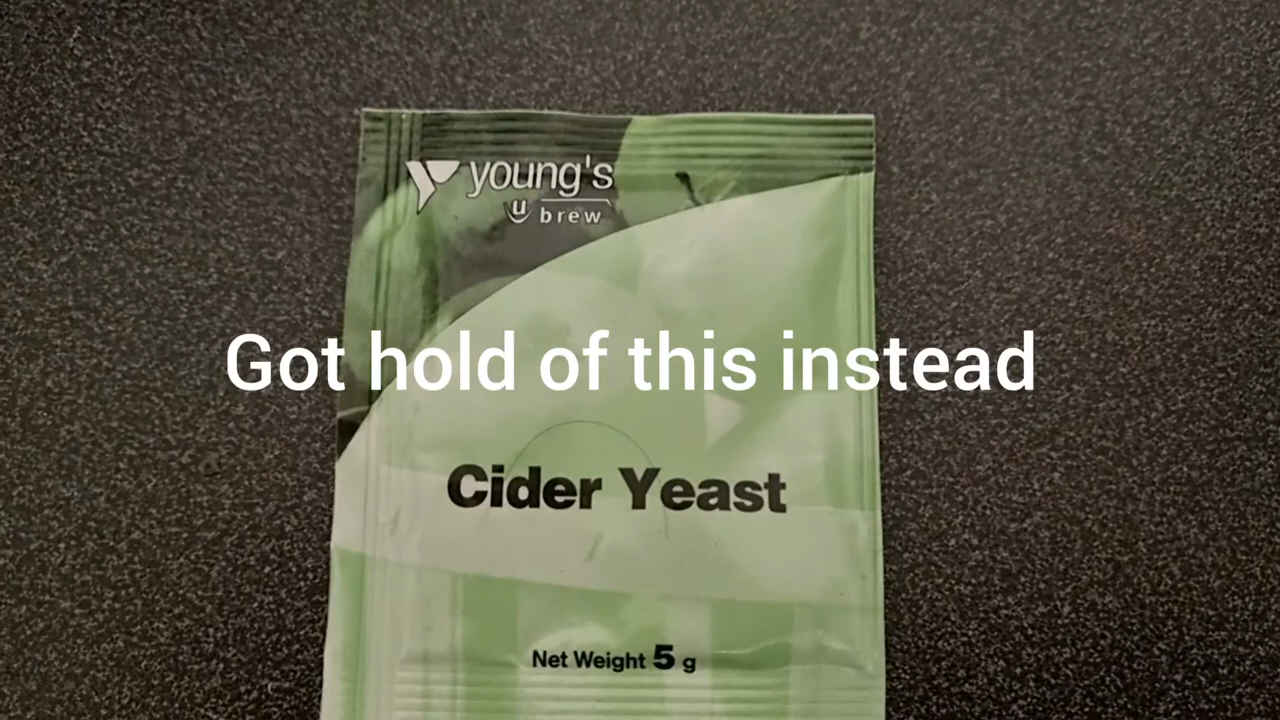 young's
u brew
Got hold of this instead
Cider Yeast
Net Weight 5 g